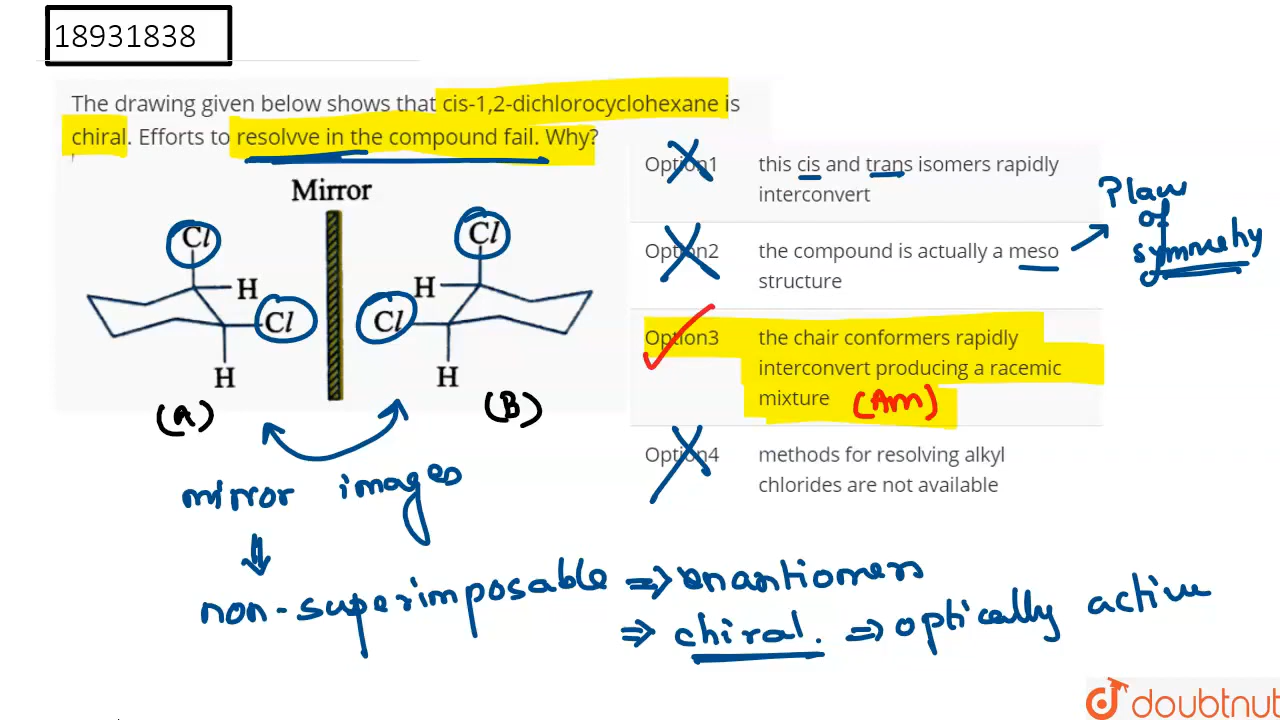 18931838
The drawing given below shows that cis-1,2-dichlorocyclohexane is
chiral. Efforts to resolvve in the compound fail. Why?
Mirror
Cl
Cl
H
H
Cl
Cl
H
H
(A)
(B)
mirror images
non-superimposable ⇒ enantiomers
⇒ chiral. ⇒ optically active
Option1 this cis and trans isomers rapidly
interconvert
Option2 the compound is actually a meso
structure
Plane
of
symmetry
Option3 the chair conformers rapidly
interconvert producing a racemic
mixture (Am)
Option4 methods for resolving alkyl
chlorides are not available
doubtnut